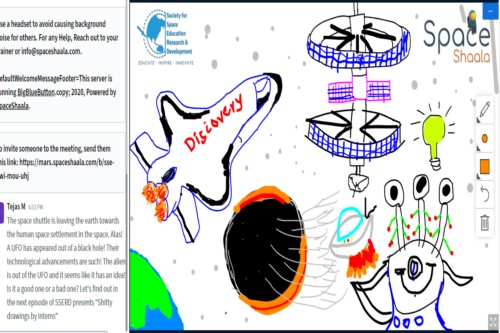 se a headset to avoid causing background
oise for others. For any Help, Reach out to your
rainer or info@spaceshaala.com.
efaultWelcomeMessageFooter=This server is
unning BigBlueButton.copy; 2020, Powered by
paceShaala.
o invite someone to the meeting, send them
his link: https://mars.spaceshaala.com/b/sse-
wi-mou-uhj
Tejas M 6:53 PM
The space shuttle is leaving the earth towards
the human space settlement in the space. Alas!
A UFO has appeared out of a black hole! Their
technological advancements are such! The alien
is out of the UFO and it seems like it has an idea!
Is it a good one or a bad one? Let's find out in
the next episode of SSERD presents "Shitty
drawings by interns"
Society for
Space
Education
Research &
Development
EDUCATE - INSPIRE - INNOVATE
Discovery
Space
Shaala